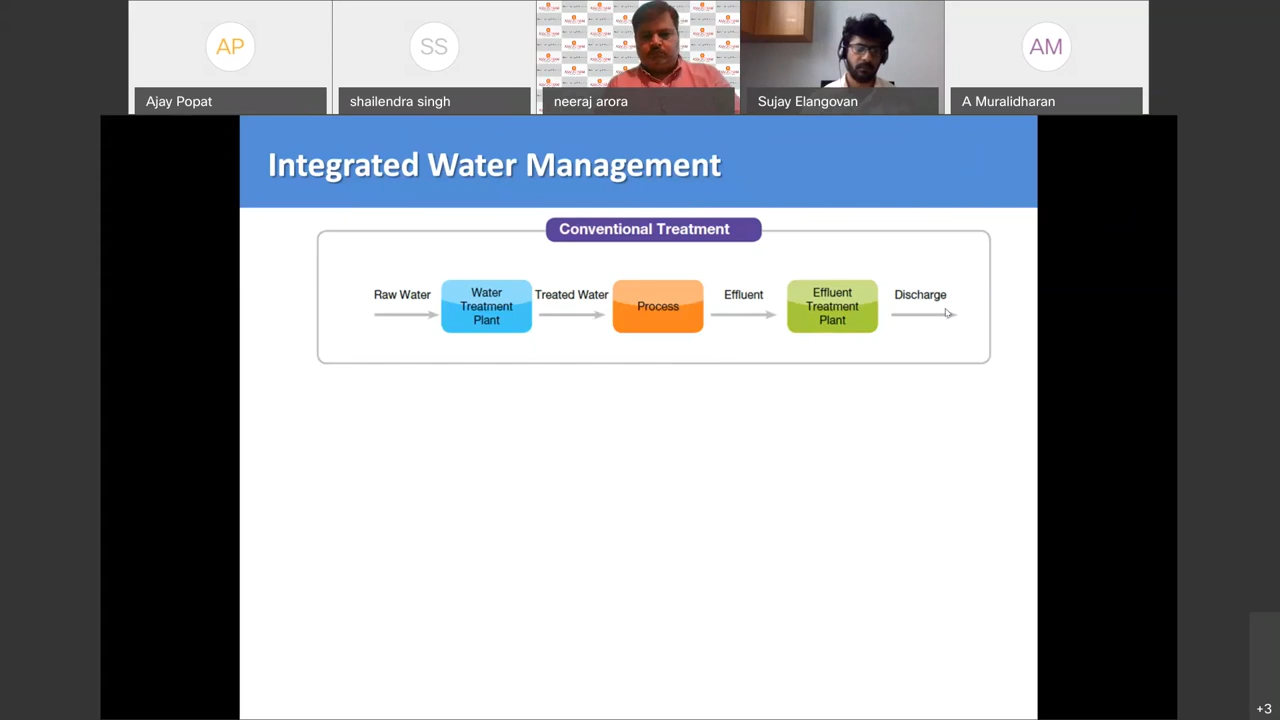 AP
SS
AM
Ajay Popat
shailendra singh
neeraj arora
Sujay Elangovan
A Muralidharan
Integrated Water Management
Conventional Treatment
Raw Water
Water
Treatment
Plant
Treated Water
Process
Effluent
Effluent
Treatment
Plant
Discharge
+3